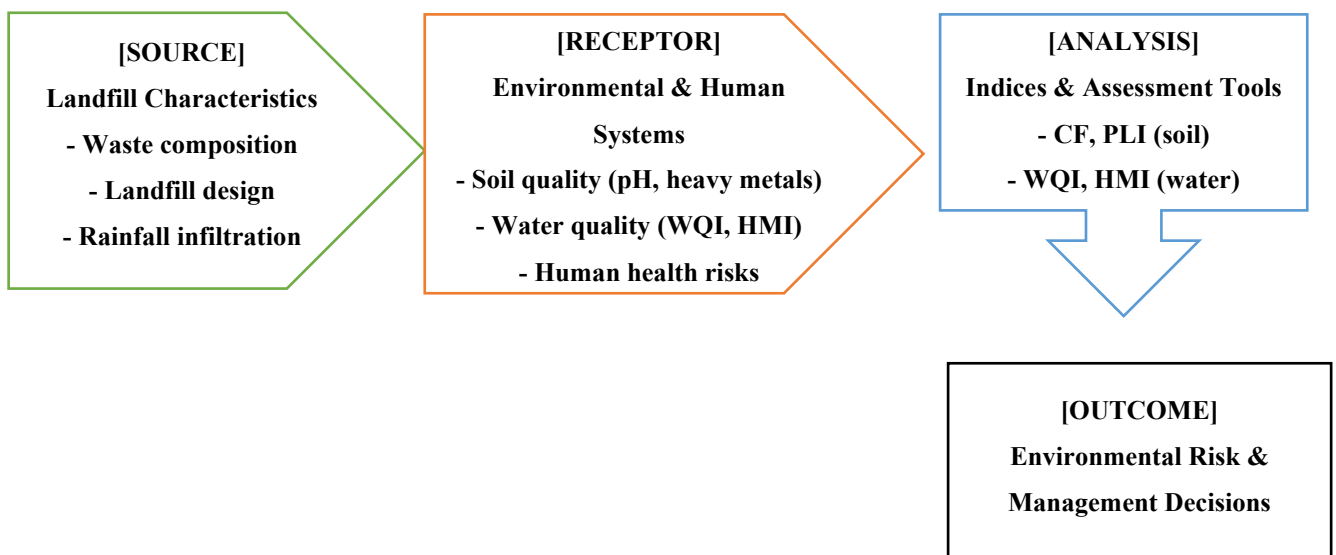 [SOURCE]
Landfill Characteristics
- Waste composition
- Landfill design
- Rainfall infiltration
[RECEPTOR]
Environmental & Human
Systems
- Soil quality (pH, heavy metals)
- Water quality (WQI, HMI)
- Human health risks
[ANALYSIS]
Indices & Assessment Tools
- CF, PLI (soil)
- WQI, HMI (water)
[OUTCOME]
Environmental Risk &
Management Decisions